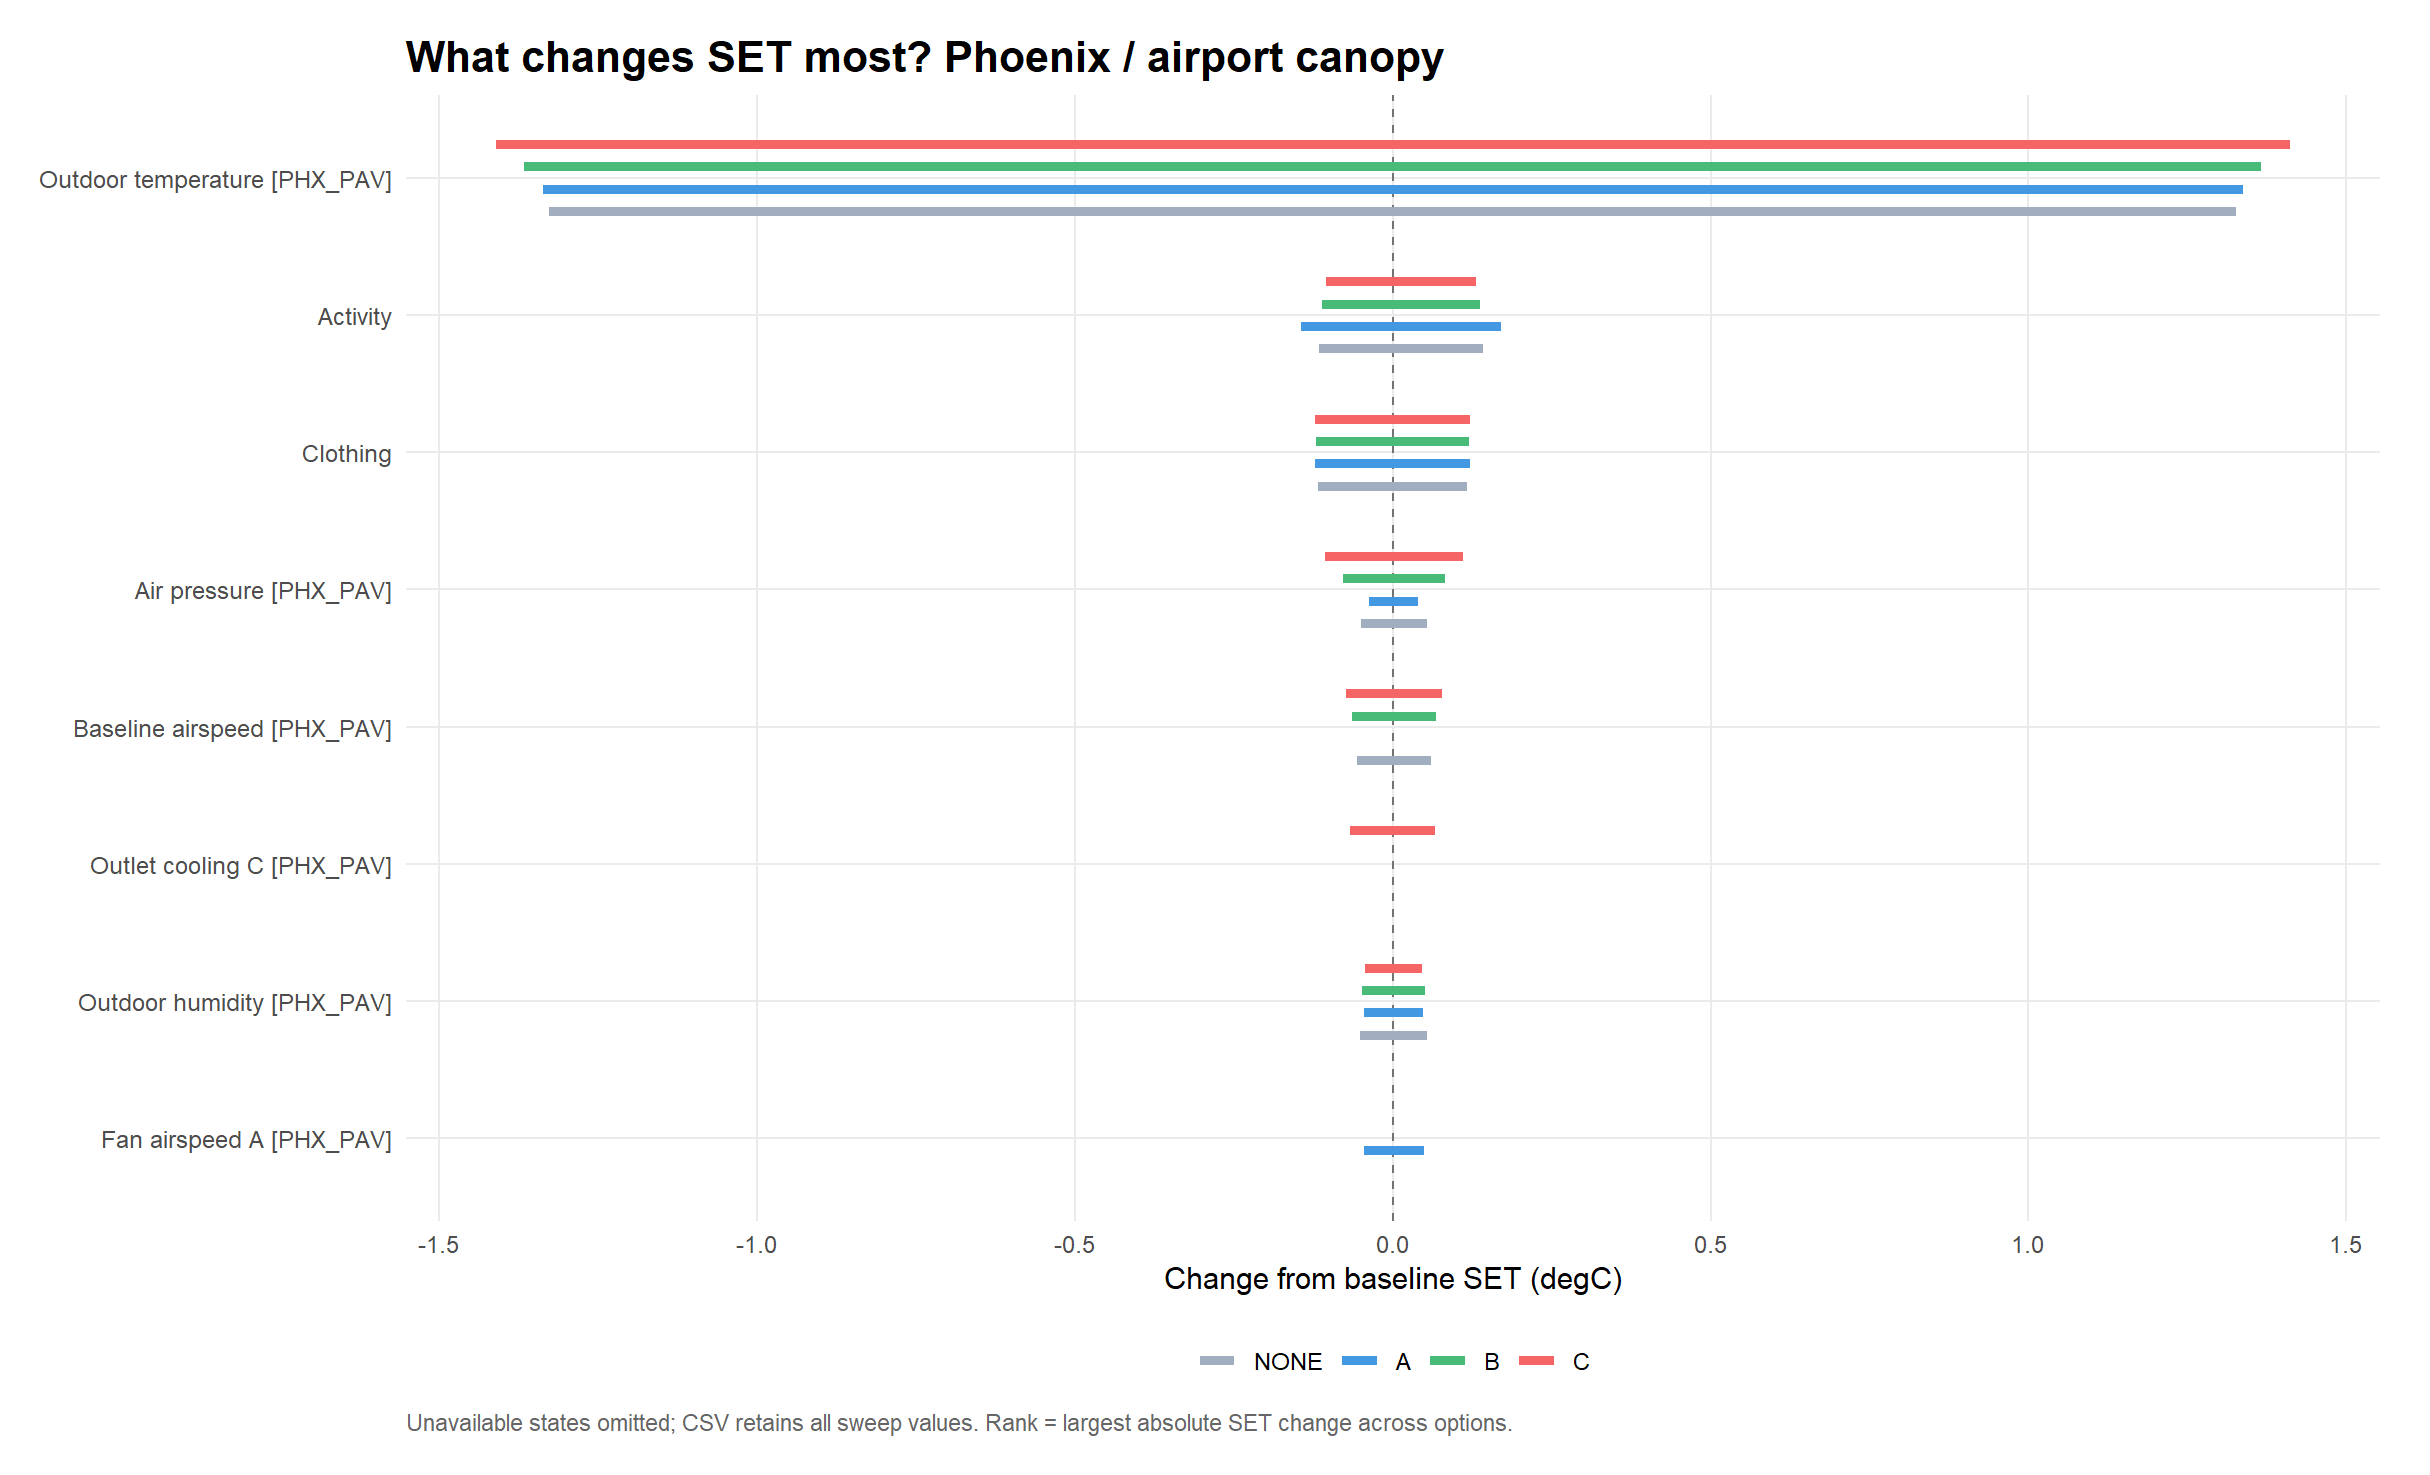 What changes SET most? Phoenix / airport canopy
Outdoor temperature [PHX_PAV]
Activity
Clothing
Air pressure [PHX_PAV]
Baseline airspeed [PHX_PAV]
Outlet cooling C [PHX_PAV]
Outdoor humidity [PHX_PAV]
Fan airspeed A [PHX_PAV]
-1.5 -1.0 -0.5 0.0 0.5 1.0 1.5
Change from baseline SET (degC)
NONE A B C
Unavailable states omitted; CSV retains all sweep values. Rank = largest absolute SET change across options.